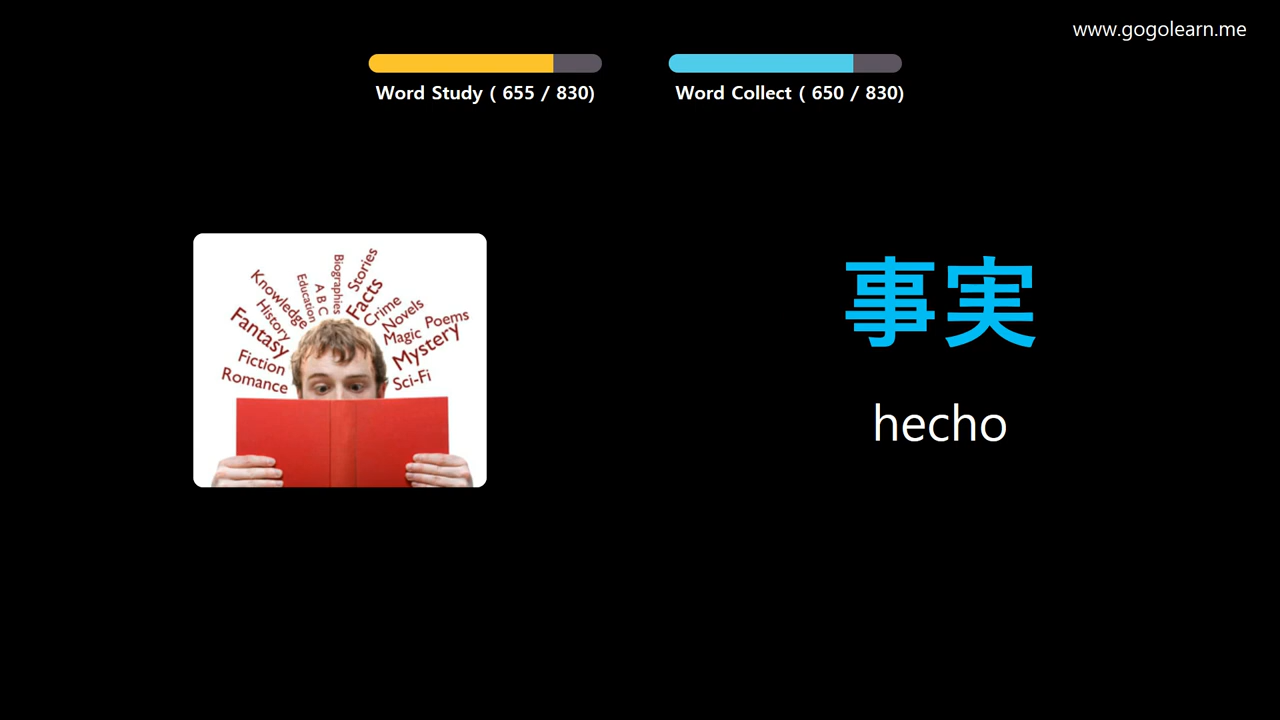 www.gogolearn.me
Word Study ( 655 / 830)
Word Collect ( 650 / 830)
Knowledge
History
Fantasy
Fiction
Romance
Education
A B C
Biographies
Stories
Facts
Crime
Novels
Magic
Poems
Mystery
Sci-Fi
事実
hecho